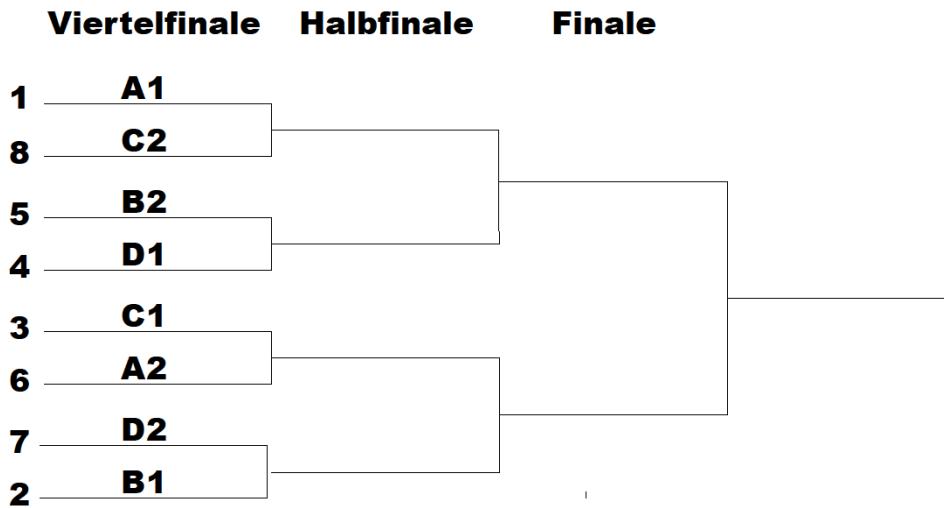 Viertelfinale Halbfinale Finale
1 A1
8 C2
5 B2
4 D1
3 C1
6 A2
7 D2
2 B1